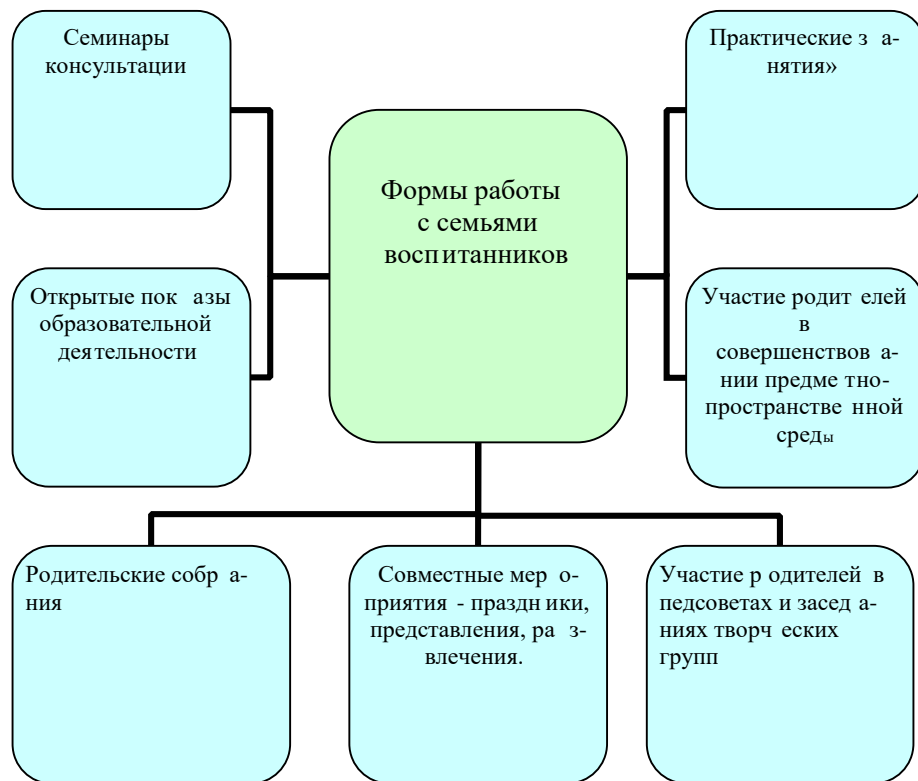 Семинары
консультации
Практические з а-
нятия»
Формы работы
с семьями
воспитанников
Открытые пок азы
образовательной
деятельности
Участие родит елей
в
совершенствов а-
нии предме тно-
пространстве нной
среды
Родительские собр а-
ния
Совместные мер о-
приятия - праздн ики,
представления, ра з-
влечения.
Участие р одителей в
педсоветах и засед а-
ниях творч еских
групп